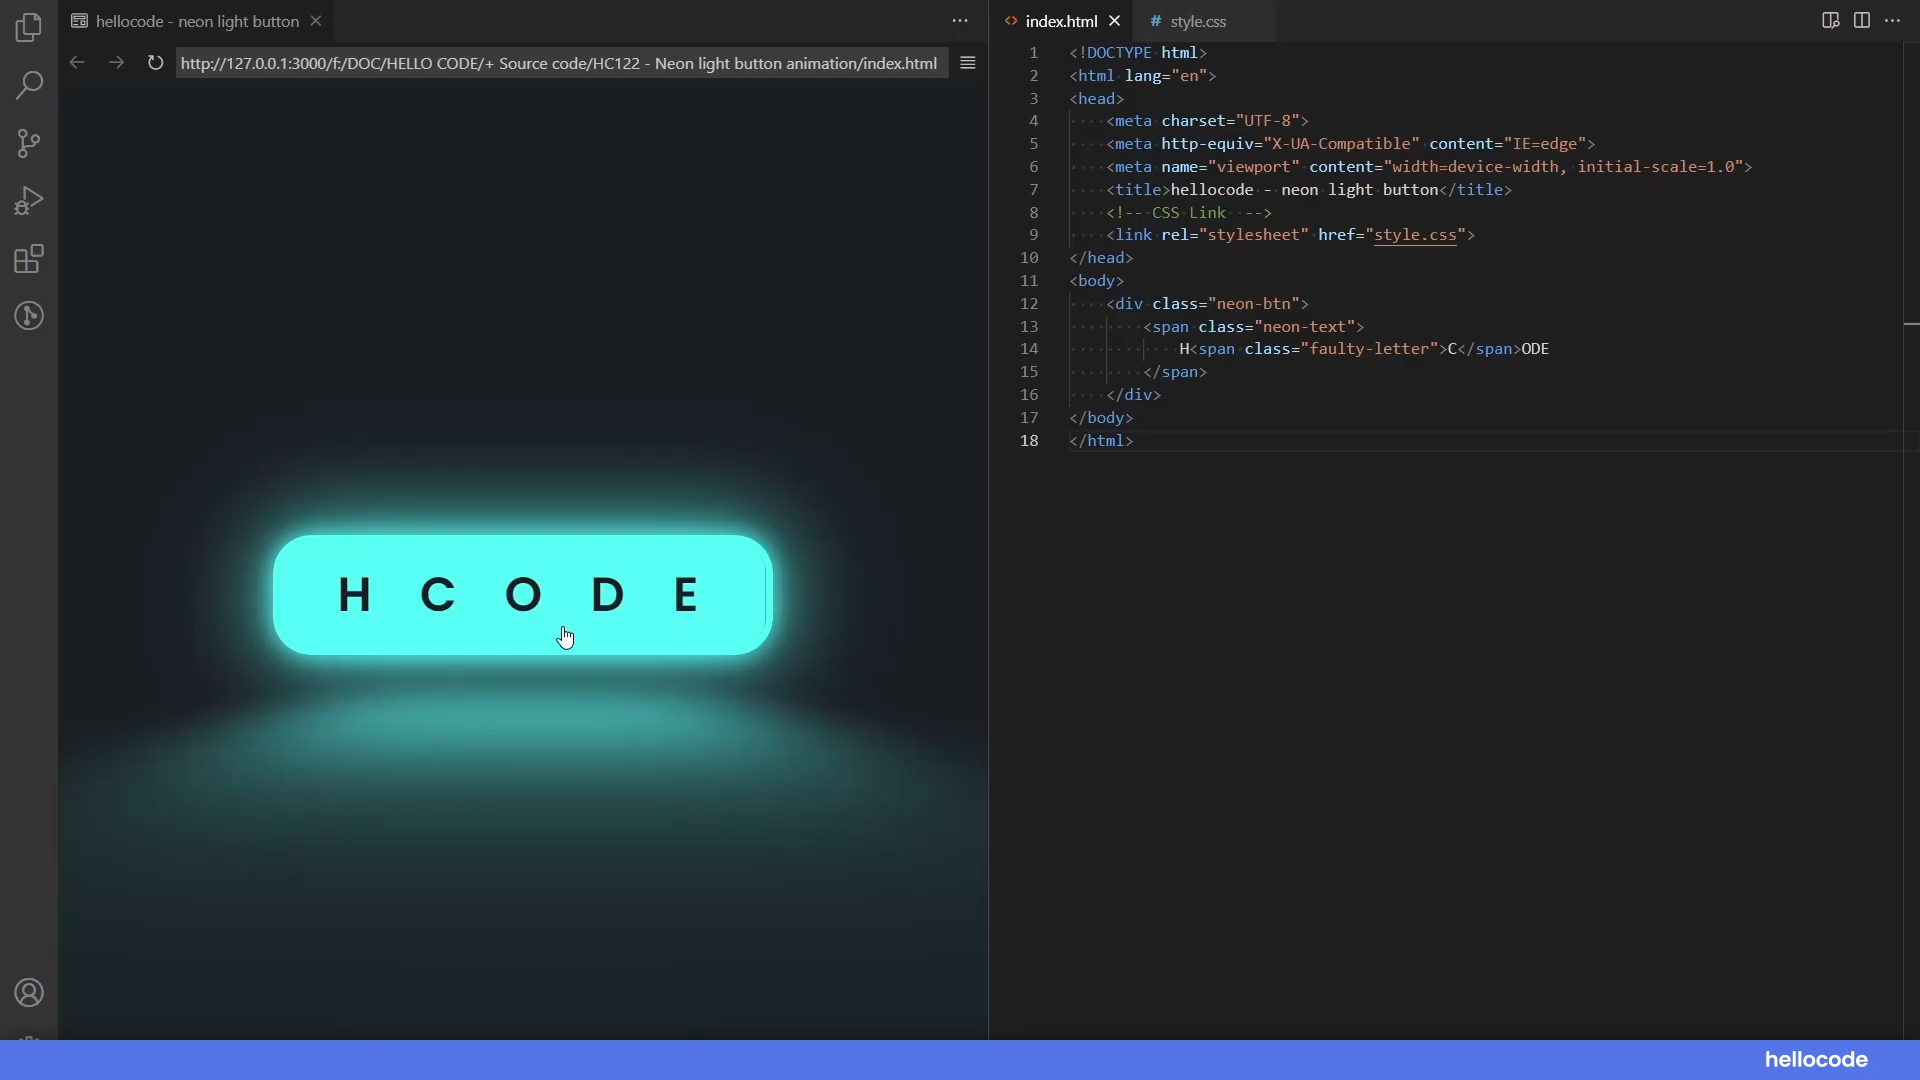 hellocode - neon light button
http://127.0.0.1:3000/f:/DOC/HELLO CODE/+ Source code/HC122 - Neon light button animation/index.html
H C O D E
index.html
# style.css
1 <!DOCTYPE html>
2 <html lang="en">
3 <head>
4 <meta charset="UTF-8">
5 <meta http-equiv="X-UA-Compatible" content="IE=edge">
6 <meta name="viewport" content="width=device-width, initial-scale=1.0">
7 <title>hellocode - neon light button</title>
8 <!-- CSS Link -->
9 <link rel="stylesheet" href="style.css">
10 </head>
11 <body>
12 <div class="neon-btn">
13 <span class="neon-text">
14 H<span class="faulty-letter">C</span>ODE
15 </span>
16 </div>
17 </body>
18 </html>
hellocode